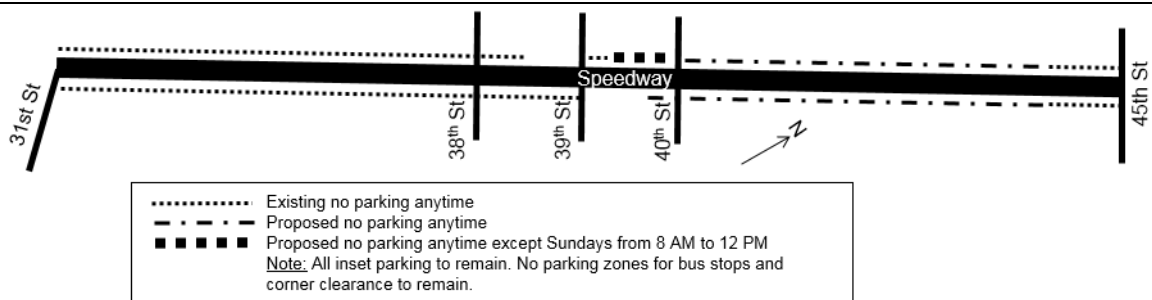 Speedway
31st St
38th St
39th St
40th St
N
45th St
Existing no parking anytime
Proposed no parking anytime
Proposed no parking anytime except Sundays from 8 AM to 12 PM
Note: All inset parking to remain. No parking zones for bus stops and
corner clearance to remain.